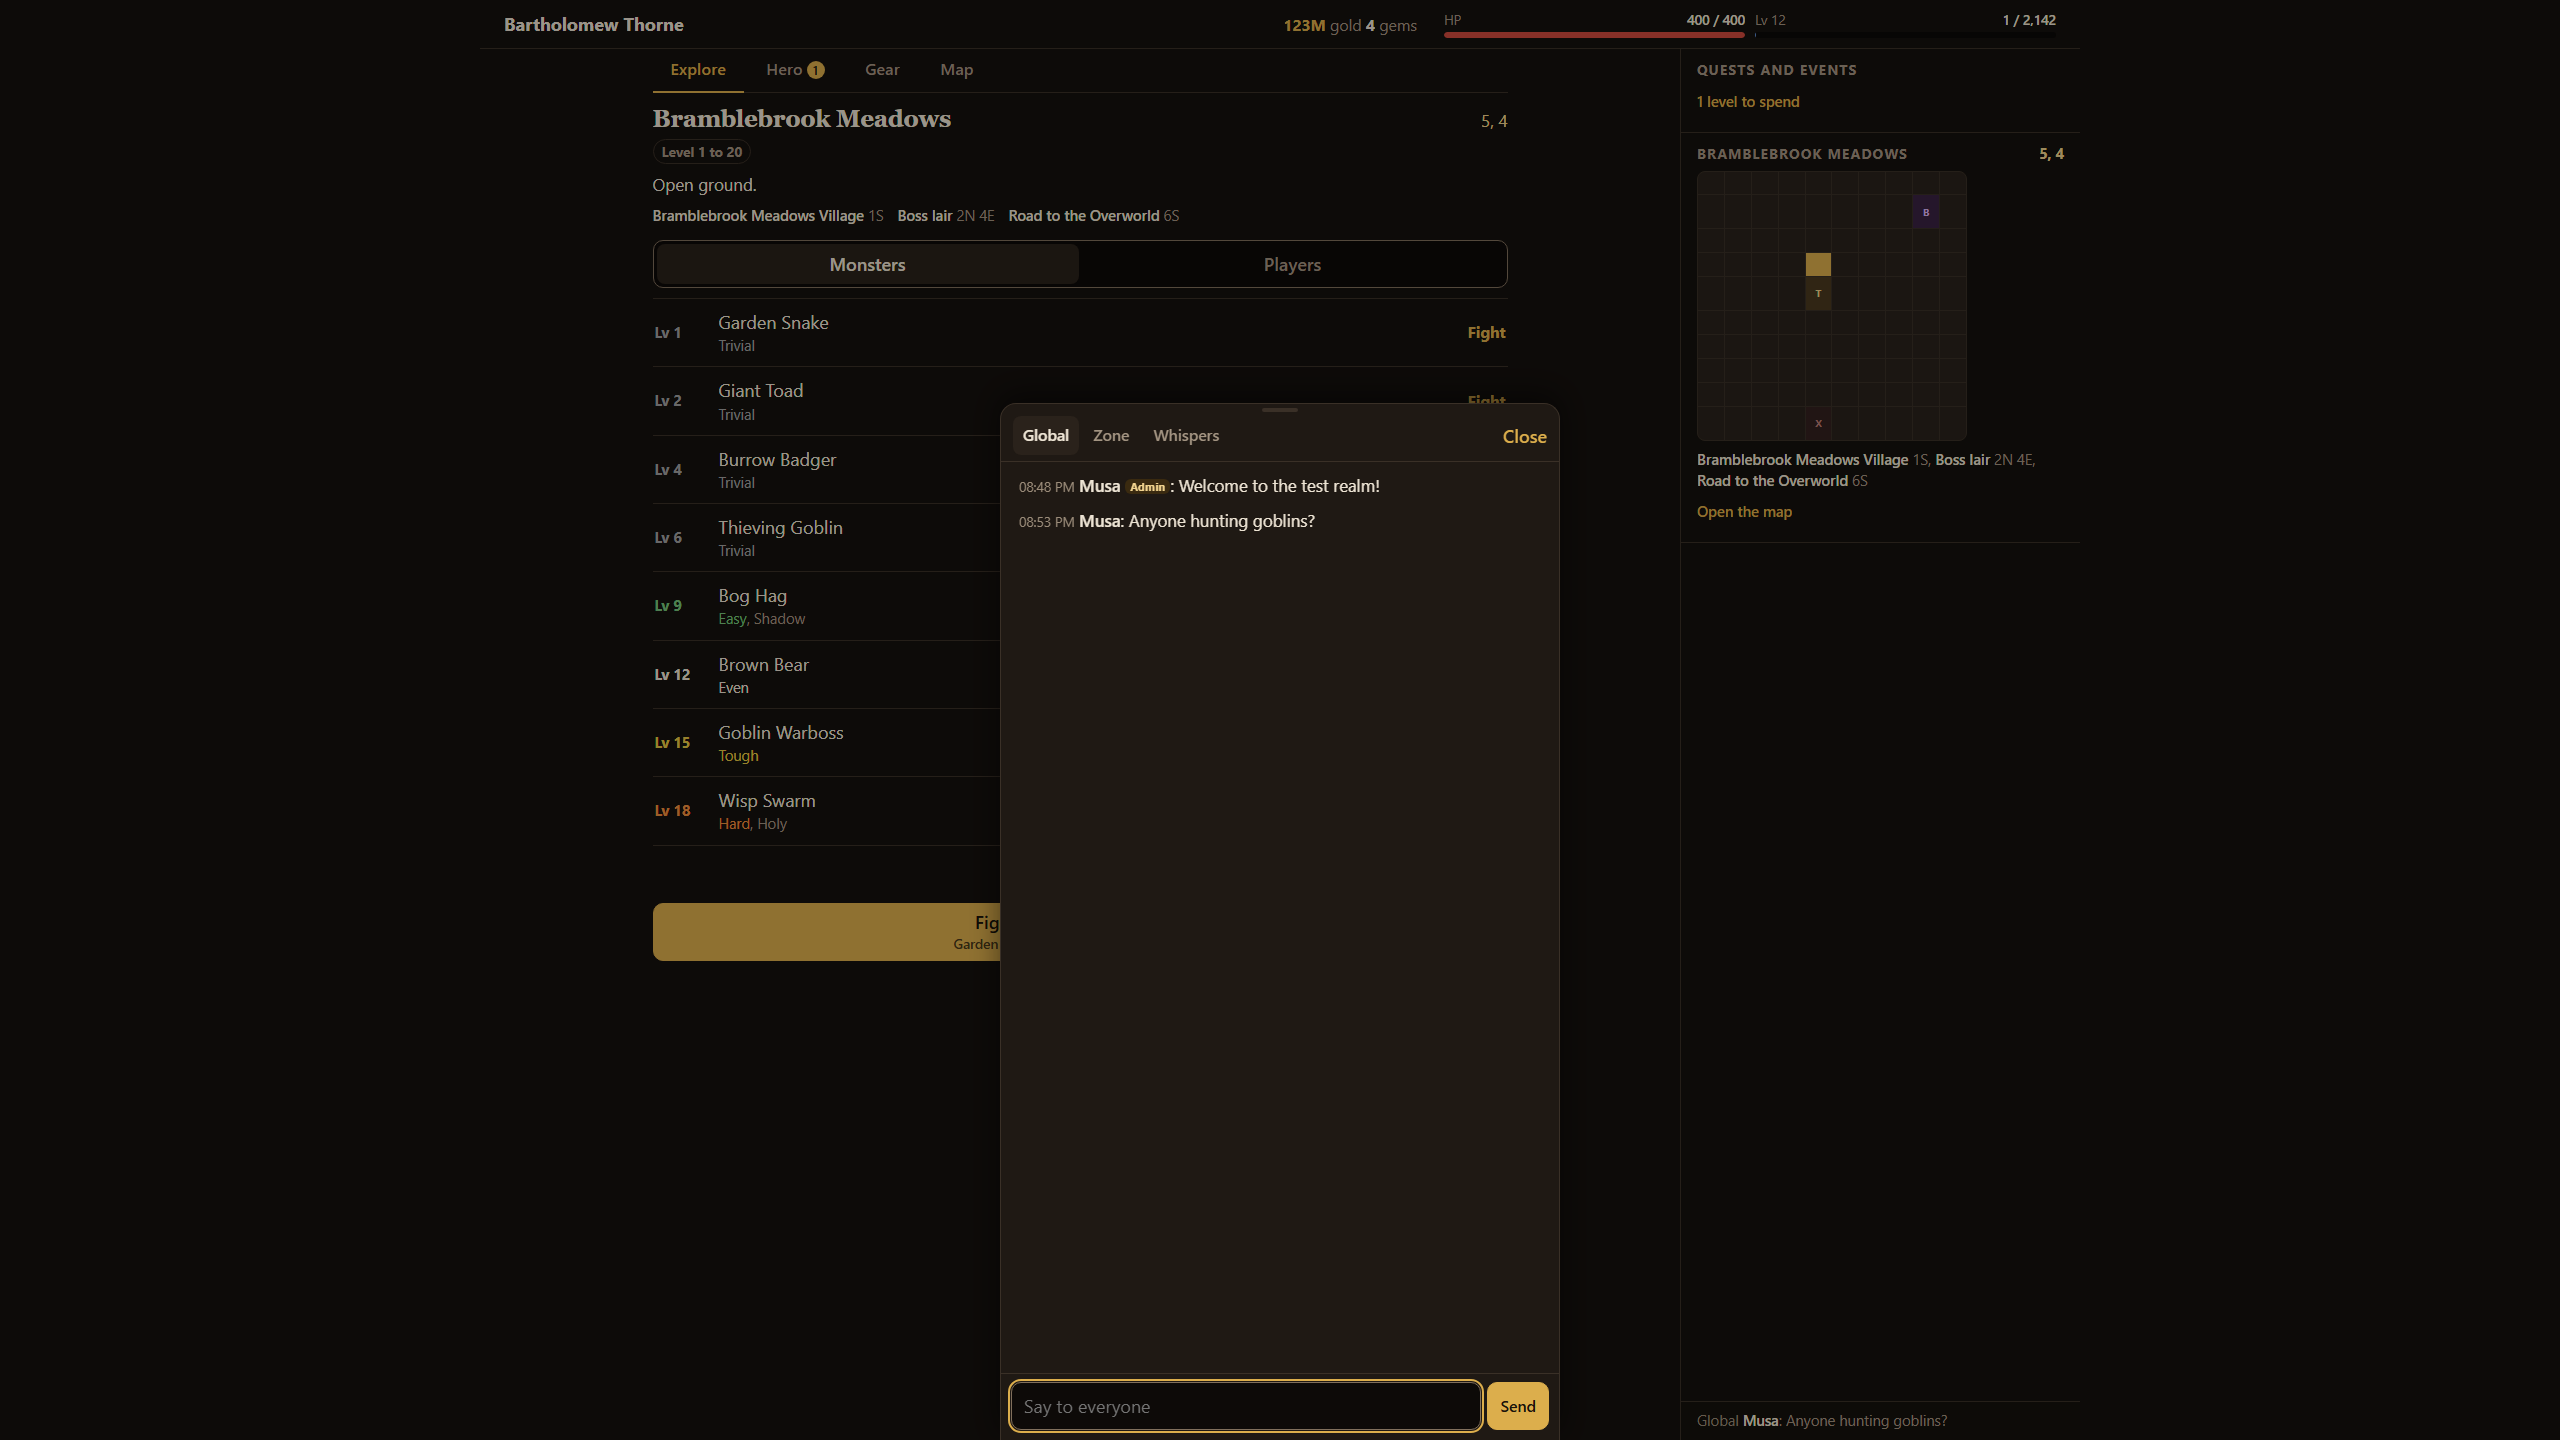 Bartholomew Thorne
123M gold 4 gems
HP 400 / 400
Lv 12 1 / 2,142
Explore
Hero 1
Gear
Map
Bramblebrook Meadows 5, 4
Level 1 to 20
Open ground.
Bramblebrook Meadows Village 1S Boss lair 2N 4E Road to the Overworld 6S
Monsters
Players
Lv 1 Garden Snake Fight
Trivial
Lv 2 Giant Toad Fight
Trivial
Lv 4 Burrow Badger
Trivial
Lv 6 Thieving Goblin
Trivial
Lv 9 Bog Hag
Easy, Shadow
Lv 12 Brown Bear
Even
Lv 15 Goblin Warboss
Tough
Lv 18 Wisp Swarm
Hard, Holy
Fig
Garden
Global
Zone
Whispers
Close
08:48 PM Musa Admin: Welcome to the test realm!
08:53 PM Musa: Anyone hunting goblins?
Say to everyone
Send
QUESTS AND EVENTS
1 level to spend
BRAMBLEBROOK MEADOWS 5, 4
B
T
X
Bramblebrook Meadows Village 1S, Boss lair 2N 4E,
Road to the Overworld 6S
Open the map
Global Musa: Anyone hunting goblins?